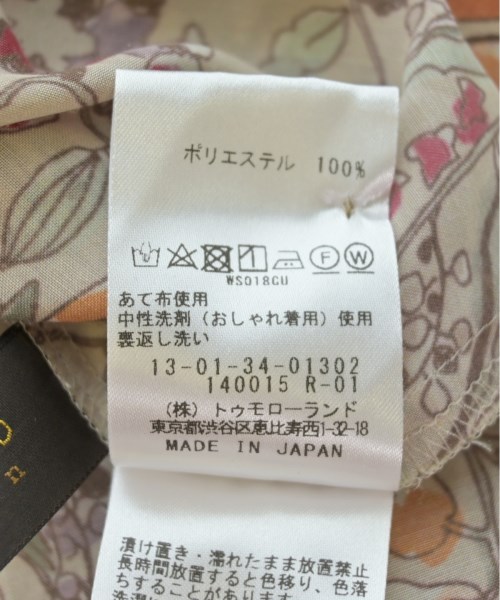 ポリエステル 100%
F W
WS018GU
あて布使用
中性洗剤（おしゃれ着用）使用
裏返し洗い
13-01-34-01302
140015 R-01
（株）トゥモローランド
東京都渋谷区恵比寿西1-32-18
MADE IN JAPAN
漬け置き・濡れたまま放置禁止
長時間放置すると色移り、色落
ちすることがあります。